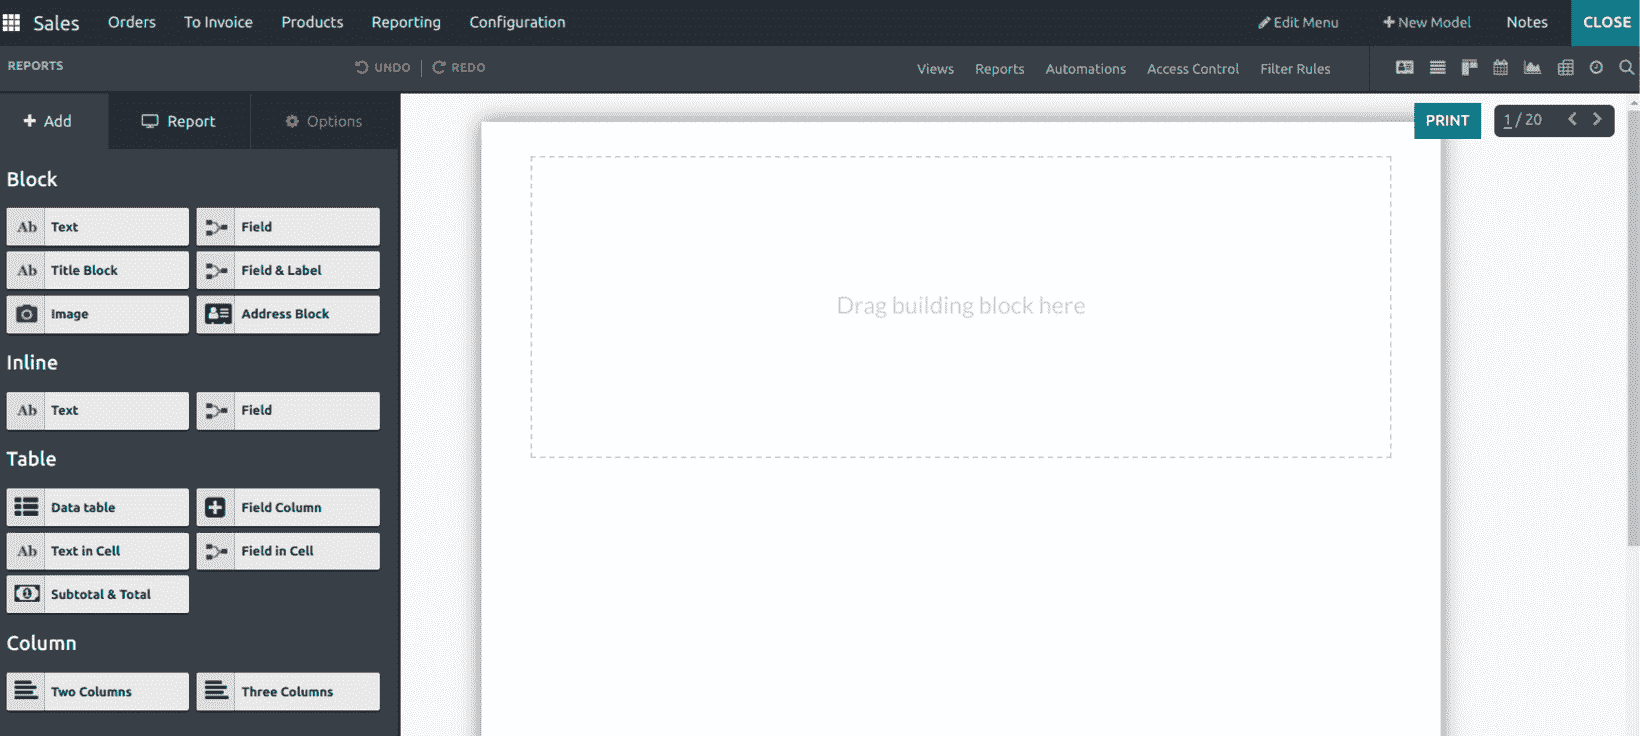 Sales Orders To Invoice Products Reporting Configuration Edit Menu New Model Notes CLOSE
REPORTS UNDO REDO Views Reports Automations Access Control Filter Rules
Add Report Options
PRINT 1 / 20
Block
Ab Text Field
Ab Title Block Field & Label
Image Address Block
Drag building block here
Inline
Ab Text Field
Table
Data table Field Column
Ab Text in Cell Field in Cell
Subtotal & Total
Column
Two Columns Three Columns